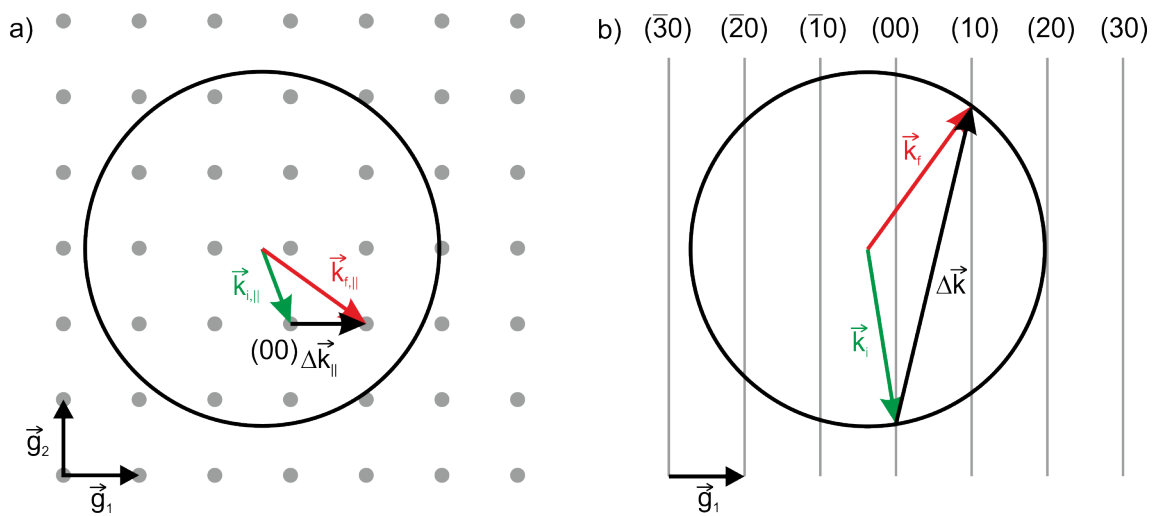 a)
k⃗i,||
k⃗f,||
(00) Δk⃗||
g⃗2
g⃗1
b) (3̅0) (2̅0) (1̅0) (00) (10) (20) (30)
k⃗f
Δk⃗
k⃗i
g⃗1